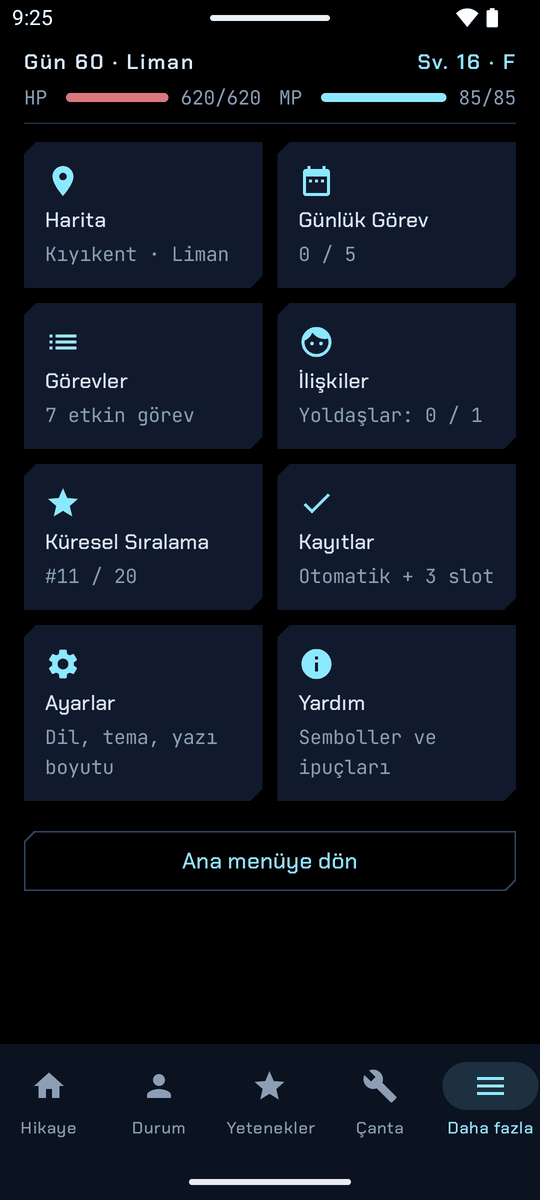 9:25
Gün 60 · Liman
Sv. 16 · F
HP 620/620 MP 85/85
Harita
Kıyıkent · Liman
Günlük Görev
0 / 5
Görevler
7 etkin görev
İlişkiler
Yoldaşlar: 0 / 1
Küresel Sıralama
#11 / 20
Kayıtlar
Otomatik + 3 slot
Ayarlar
Dil, tema, yazı
boyutu
Yardım
Semboller ve
ipuçları
Ana menüye dön
Hikaye
Durum
Yetenekler
Çanta
Daha fazla